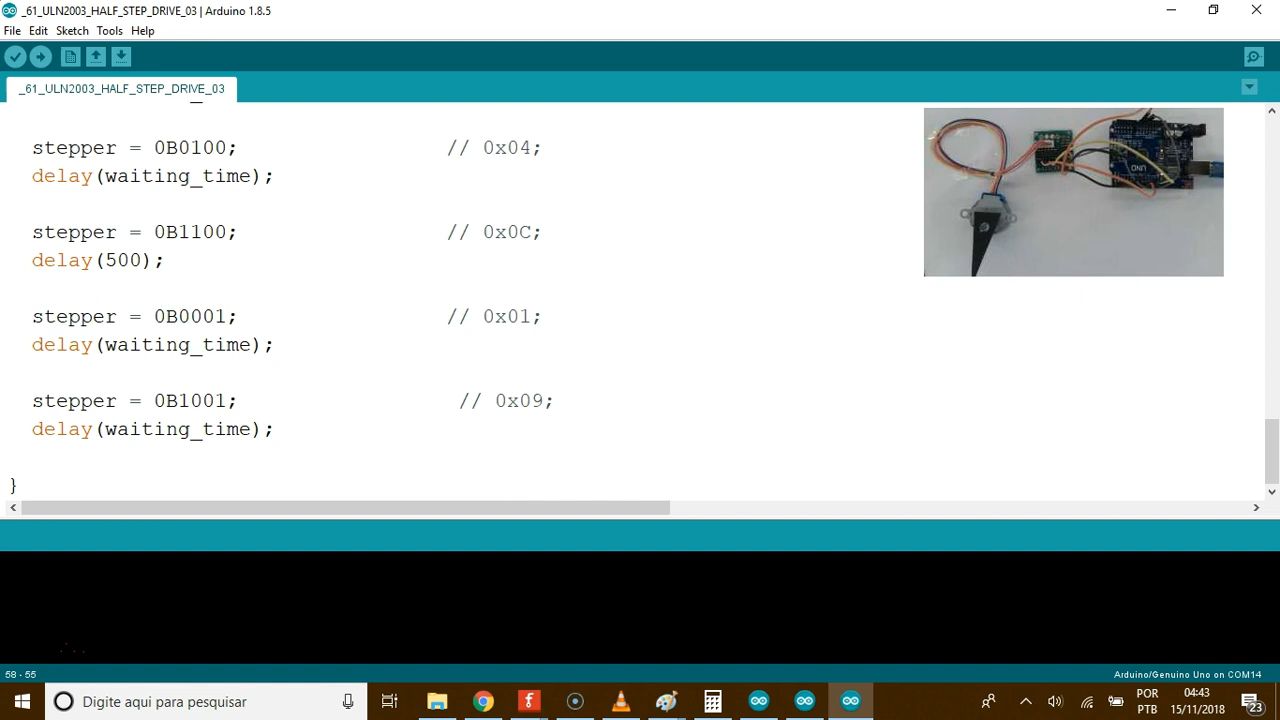 _61_ULN2003_HALF_STEP_DRIVE_03 | Arduino 1.8.5
File Edit Sketch Tools Help
_61_ULN2003_HALF_STEP_DRIVE_03
stepper = 0B0100; // 0x04;
delay(waiting_time);
stepper = 0B1100; // 0x0C;
delay(500);
stepper = 0B0001; // 0x01;
delay(waiting_time);
stepper = 0B1001; // 0x09;
delay(waiting_time);
}
UNO
58 - 55
Arduino/Genuino Uno on COM14
Digite aqui para pesquisar
POR
PTB
04:43
15/11/2018
23